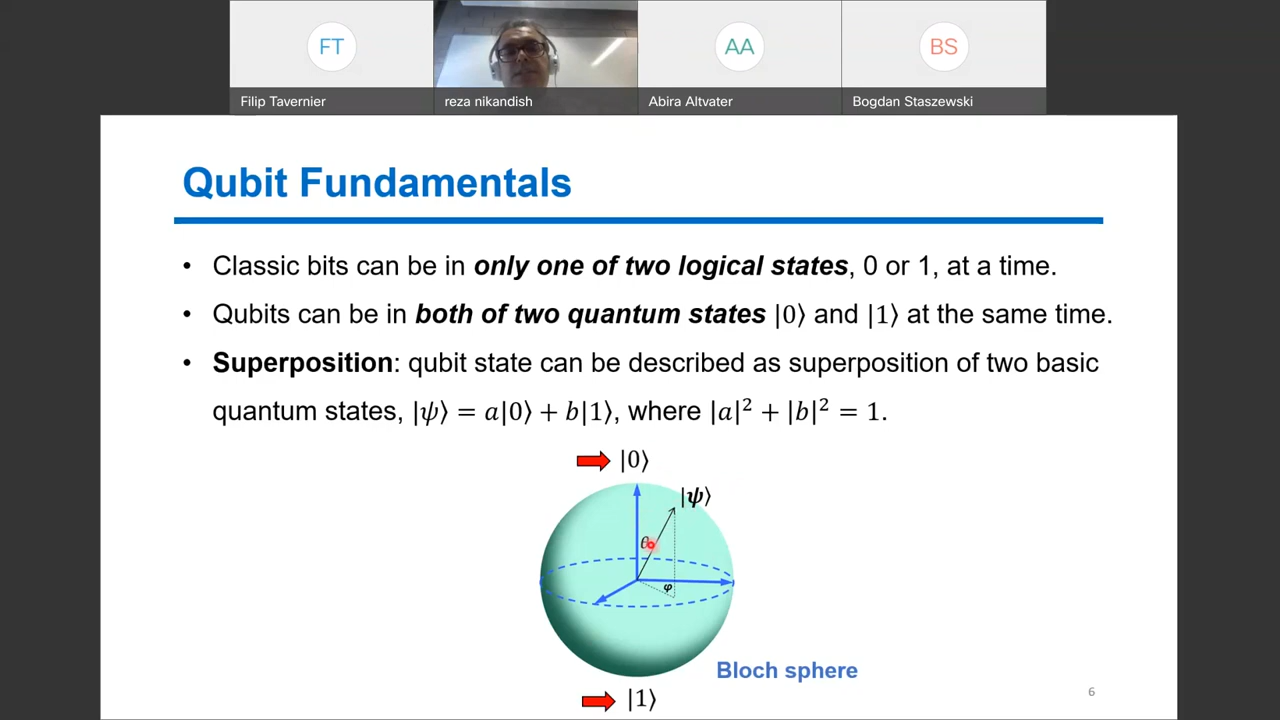 FT
AA
BS
Filip Tavernier
reza nikandish
Abira Altvater
Bogdan Staszewski
Qubit Fundamentals
• Classic bits can be in only one of two logical states, 0 or 1, at a time.
• Qubits can be in both of two quantum states |0⟩ and |1⟩ at the same time.
• Superposition: qubit state can be described as superposition of two basic
quantum states, |ψ⟩ = a|0⟩ + b|1⟩, where |a|² + |b|² = 1.
|0⟩
|ψ⟩
θ
φ
Bloch sphere
|1⟩
6